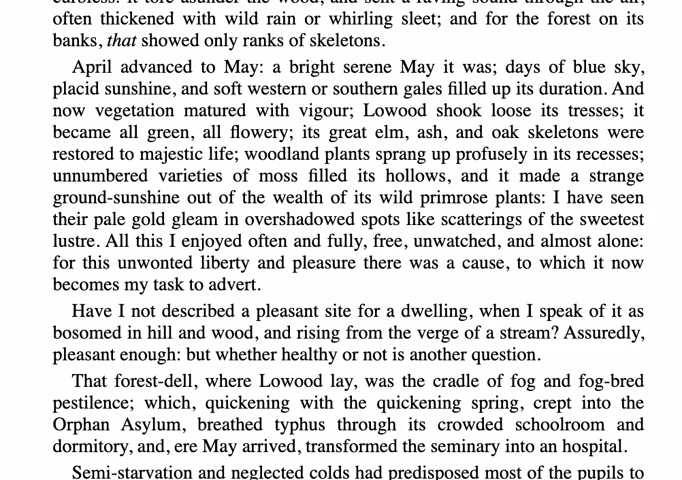 often thickened with wild rain or whirling sleet; and for the forest on its
banks, that showed only ranks of skeletons.
April advanced to May: a bright serene May it was; days of blue sky,
placid sunshine, and soft western or southern gales filled up its duration. And
now vegetation matured with vigour; Lowood shook loose its tresses; it
became all green, all flowery; its great elm, ash, and oak skeletons were
restored to majestic life; woodland plants sprang up profusely in its recesses;
unnumbered varieties of moss filled its hollows, and it made a strange
ground-sunshine out of the wealth of its wild primrose plants: I have seen
their pale gold gleam in overshadowed spots like scatterings of the sweetest
lustre. All this I enjoyed often and fully, free, unwatched, and almost alone:
for this unwonted liberty and pleasure there was a cause, to which it now
becomes my task to advert.
Have I not described a pleasant site for a dwelling, when I speak of it as
bosomed in hill and wood, and rising from the verge of a stream? Assuredly,
pleasant enough: but whether healthy or not is another question.
That forest-dell, where Lowood lay, was the cradle of fog and fog-bred
pestilence; which, quickening with the quickening spring, crept into the
Orphan Asylum, breathed typhus through its crowded schoolroom and
dormitory, and, ere May arrived, transformed the seminary into an hospital.
Semi-starvation and neglected colds had predisposed most of the pupils to